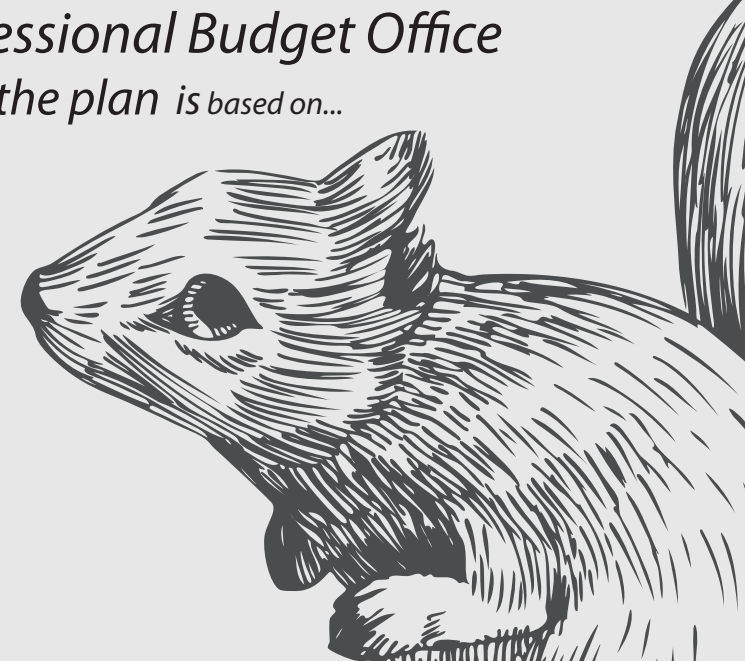 essional Budget Office
the plan is based on...